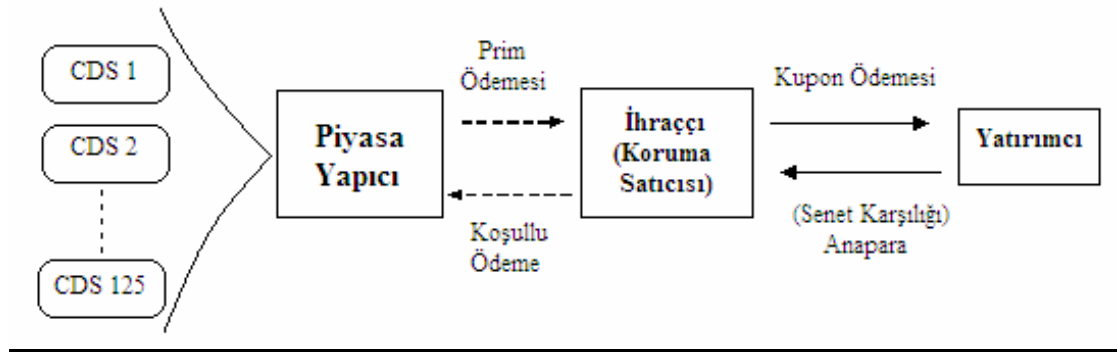 CDS 1
CDS 2
CDS 125
Piyasa
Yapıcı
Prim
Ödemesi
Koşullu
Ödeme
İhraççı
(Koruma
Satıcısı)
Kupon Ödemesi
(Senet Karşılığı)
Anapara
Yatırımcı